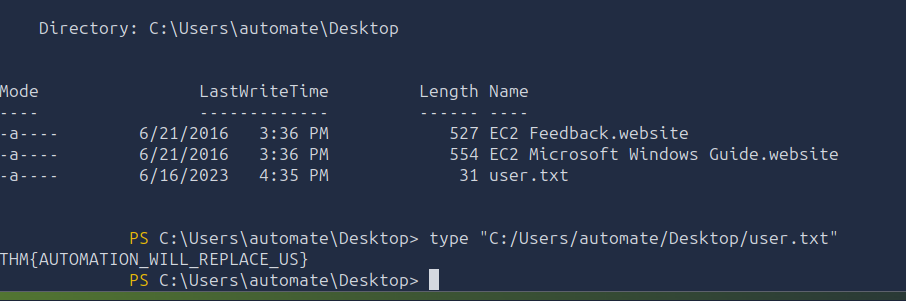 Directory: C:\Users\automate\Desktop
Mode LastWriteTime Length Name
---- ------------- ------ ----
-a---- 6/21/2016 3:36 PM 527 EC2 Feedback.website
-a---- 6/21/2016 3:36 PM 554 EC2 Microsoft Windows Guide.website
-a---- 6/16/2023 4:35 PM 31 user.txt
PS C:\Users\automate\Desktop> type "C:/Users/automate/Desktop/user.txt"
THM{AUTOMATION_WILL_REPLACE_US}
PS C:\Users\automate\Desktop>